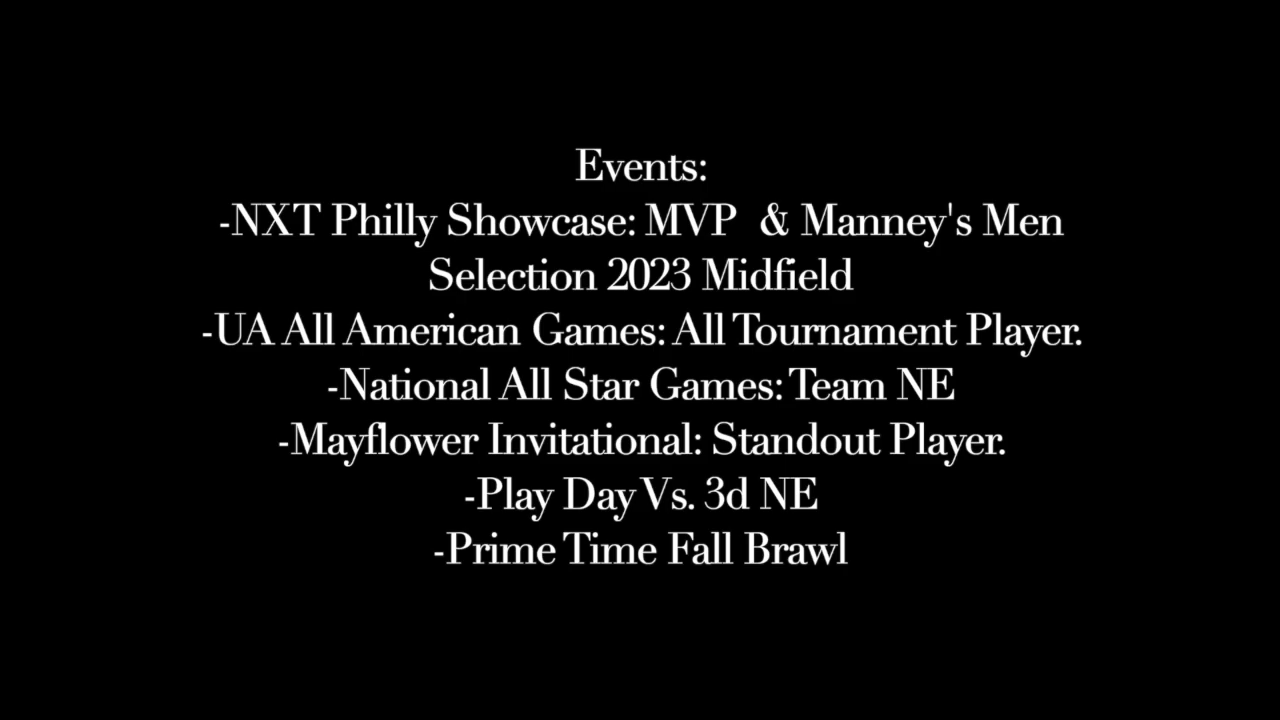 Events:
-NXT Philly Showcase: MVP  & Manney's Men
Selection 2023 Midfield
-UA All American Games: All Tournament Player.
-National All Star Games: Team NE
-Mayflower Invitational: Standout Player.
-Play Day Vs. 3d NE
-Prime Time Fall Brawl